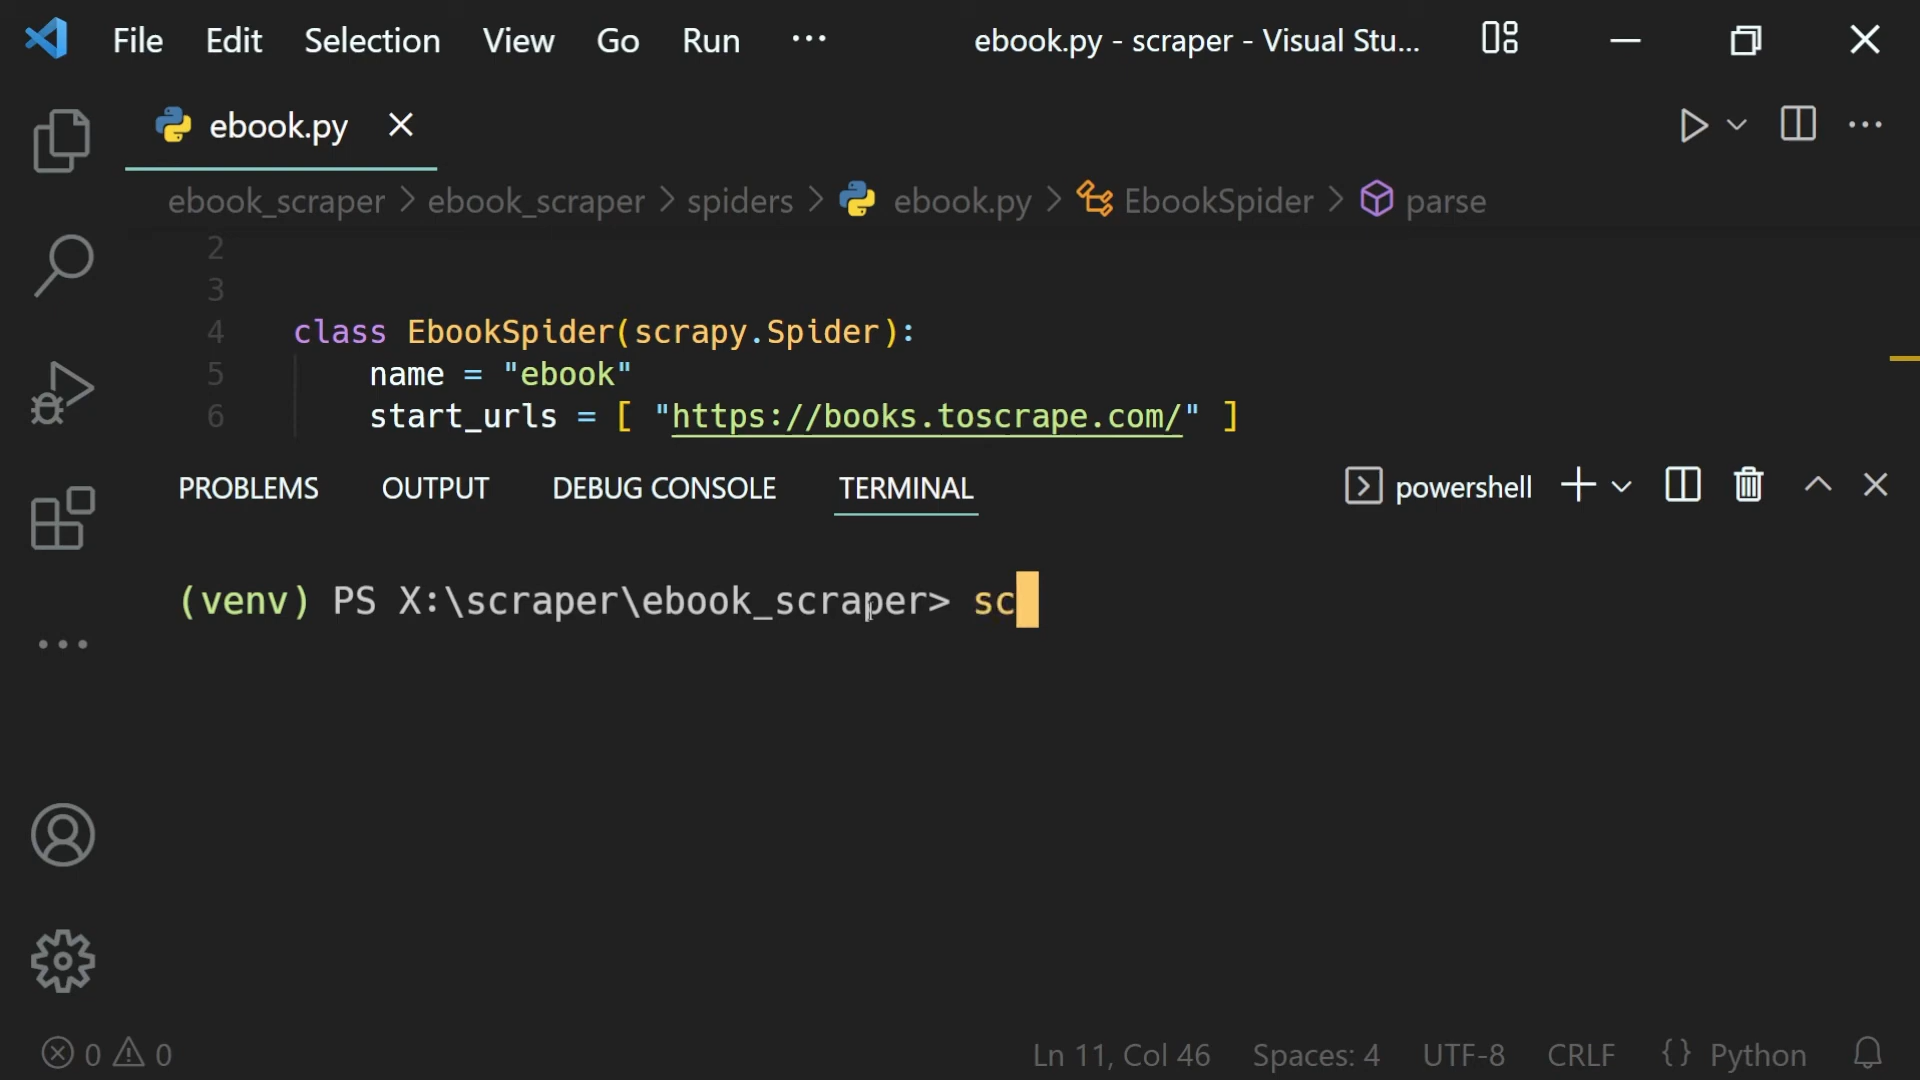 File Edit Selection View Go Run ··· ebook.py - scraper - Visual Stu...
ebook.py
ebook_scraper > ebook_scraper > spiders > ebook.py > EbookSpider > parse
2
3
4 class EbookSpider(scrapy.Spider):
5 name = "ebook"
6 start_urls = [ "https://books.toscrape.com/" ]
PROBLEMS OUTPUT DEBUG CONSOLE TERMINAL powershell
(venv) PS X:\scraper\ebook_scraper> sc
0 0 Ln 11, Col 46 Spaces: 4 UTF-8 CRLF {} Python